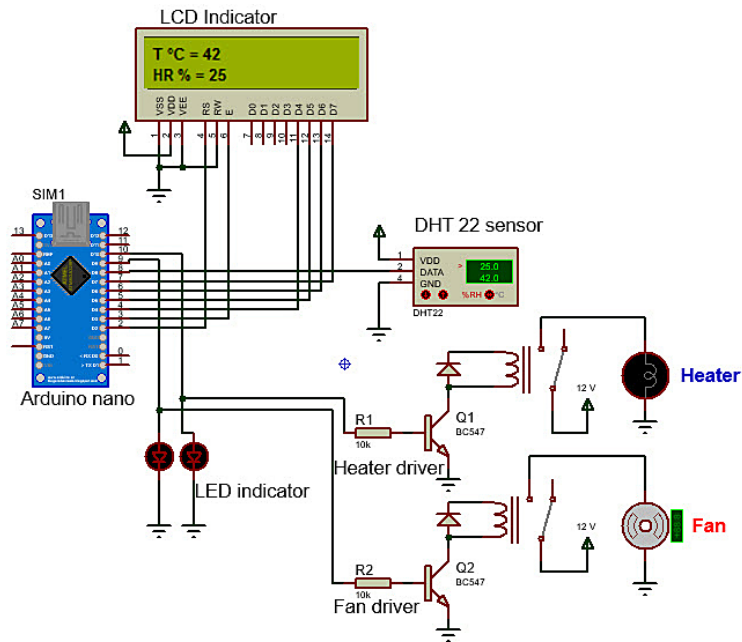 LCD Indicator
T ºC = 42
HR % = 25
VSS
VDD
VEE
RS
RW
E
D0
D1
D2
D3
D4
D5
D6
D7
1
2
3
4
5
6
7
8
9
10
11
12
13
14
SIM1
13
12
11
10
9
8
7
6
5
4
3
2
0
1
A0
A1
A2
A3
A4
A5
A6
A7
Arduino nano
DHT 22 sensor
1
2
4
VDD
DATA
GND
>
25.0
42.0
%RH
°C
DHT22
12 V
Heater
R1
10k
Q1
BC547
Heater driver
LED indicator
12 V
Fan
R2
10k
Q2
BC547
Fan driver